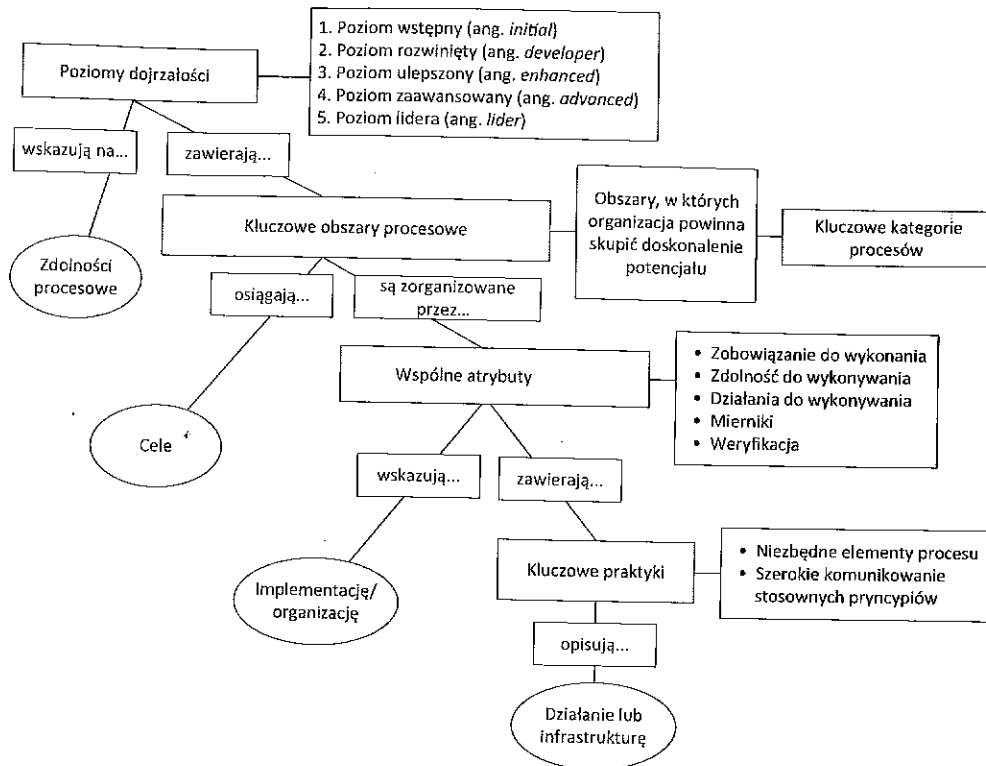 1. Poziom wstępny (ang. initial)
2. Poziom rozwinięty (ang. developer)
3. Poziom ulepszony (ang. enhanced)
4. Poziom zaawansowany (ang. advanced)
5. Poziom lidera (ang. lider)
Poziomy dojrzałości
wskazują na...
zawierają...
Kluczowe obszary procesowe
Obszary, w których
organizacja powinna
skupić doskonalenie
potencjału
Kluczowe kategorie
procesów
Zdolności
procesowe
osiągają...
są zorganizowane
przez...
Wspólne atrybuty
• Zobowiązanie do wykonania
• Zdolność do wykonywania
• Działania do wykonywania
• Mierniki
• Weryfikacja
Cele
wskazują...
zawierają...
Implementację/
organizację
Kluczowe praktyki
• Niezbędne elementy procesu
• Szerokie komunikowanie
stosownych pryncypiów
opisują...
Działanie lub
infrastrukturę